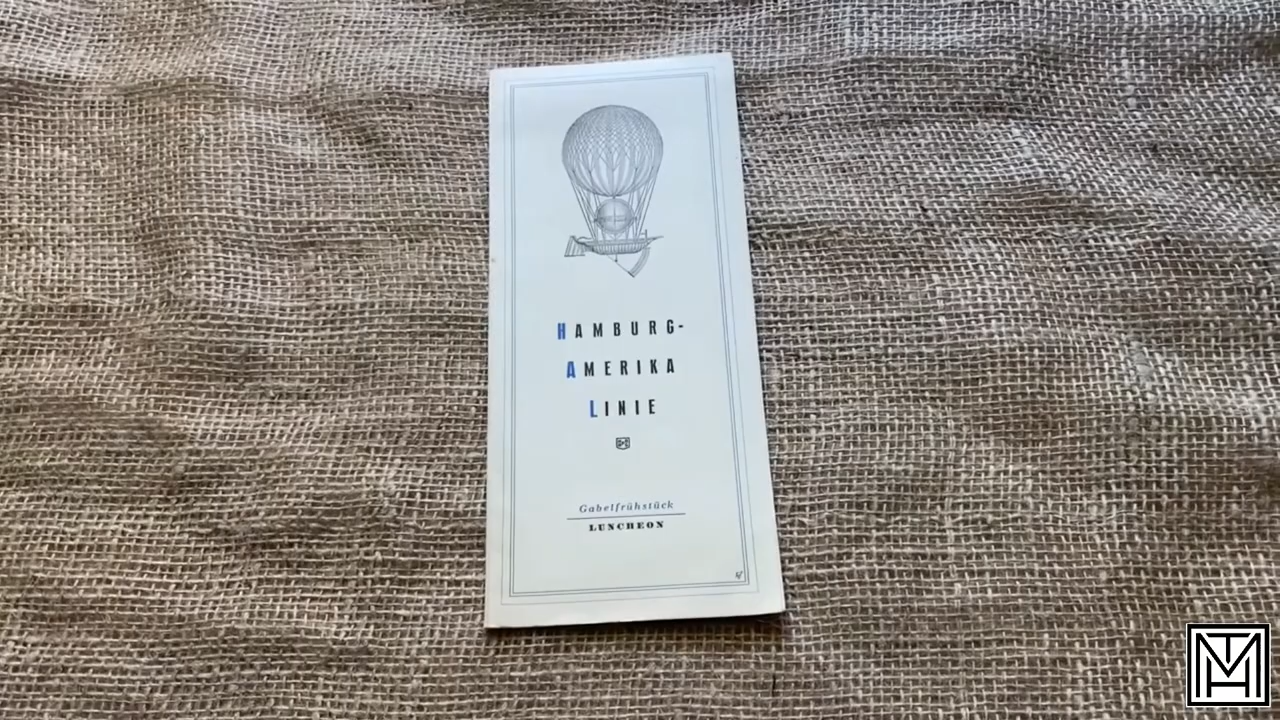 HAMBURG-
AMERIKA
LINIE
Gabelfrühstück
LUNCHEON